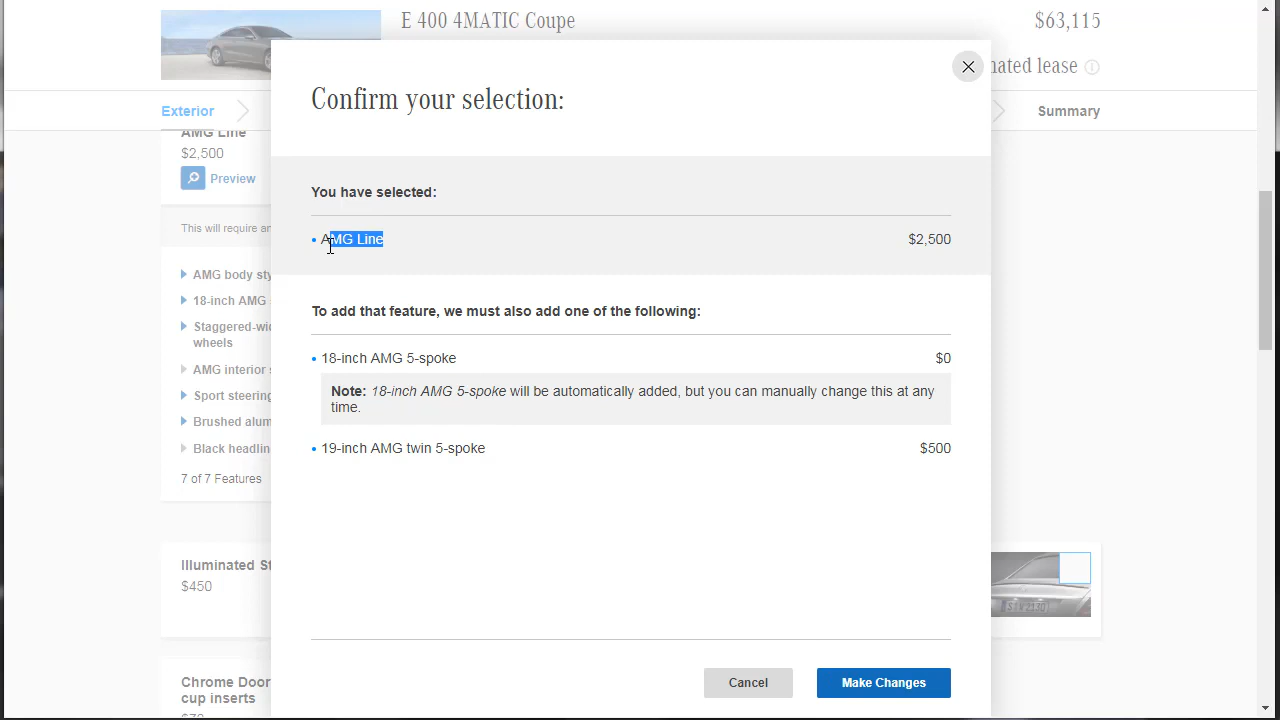 E 400 4MATIC Coupe
$63,115
nated lease
Exterior
Summary
AMG Line
$2,500
Preview
This will require an
AMG body sty
18-inch AMG
Staggered-wid
wheels
AMG interior s
Sport steering
Brushed alum
Black headlin
7 of 7 Features
Illuminated St
$450
Chrome Door
cup inserts
Confirm your selection:
You have selected:
• AMG Line $2,500
To add that feature, we must also add one of the following:
• 18-inch AMG 5-spoke $0
Note: 18-inch AMG 5-spoke will be automatically added, but you can manually change this at any
time.
• 19-inch AMG twin 5-spoke $500
Cancel
Make Changes